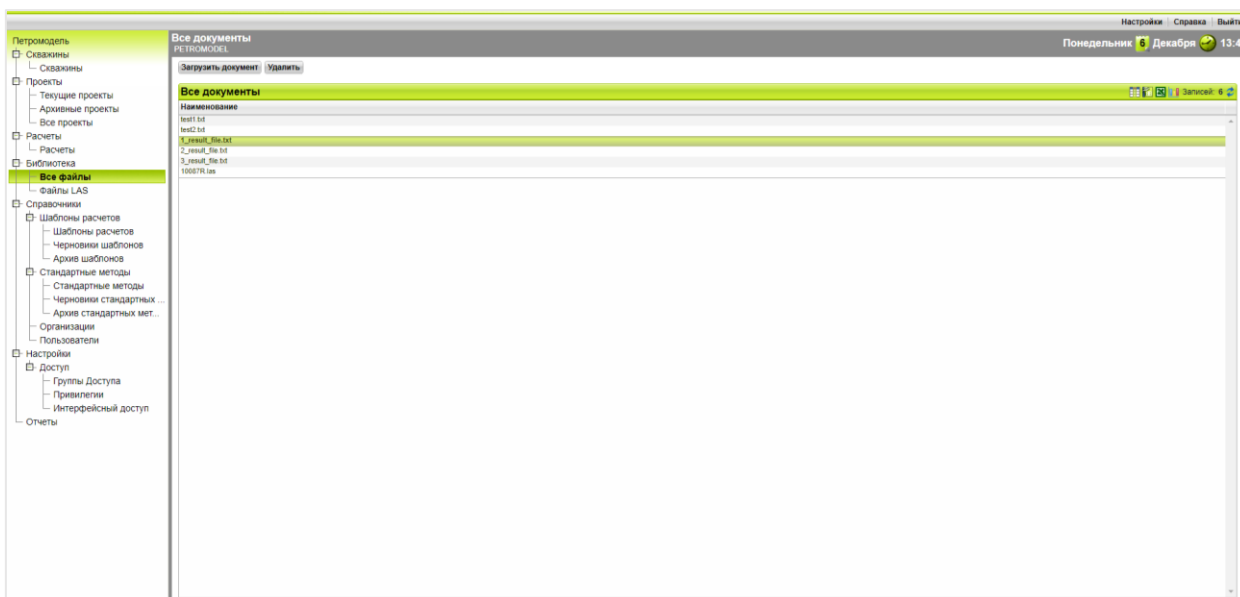 Настройки Справка Выйти
Петромодель
Скважины
Скважины
Проекты
Текущие проекты
Архивные проекты
Все проекты
Расчеты
Расчеты
Библиотека
Все файлы
Файлы LAS
Справочники
Шаблоны расчетов
Шаблоны расчетов
Черновики шаблонов
Архив шаблонов
Стандартные методы
Стандартные методы
Черновики стандартных ...
Архив стандартных мет...
Организации
Пользователи
Настройки
Доступ
Группы Доступа
Привилегии
Интерфейсный доступ
Отчеты
Все документы
PETROMODEL
Понедельник 6 Декабря 13:4
Загрузить документ Удалить
Все документы
Записей: 6
Наименование
test1.txt
test2.txt
1_result_file.txt
2_result_file.txt
3_result_file.txt
10087R.las